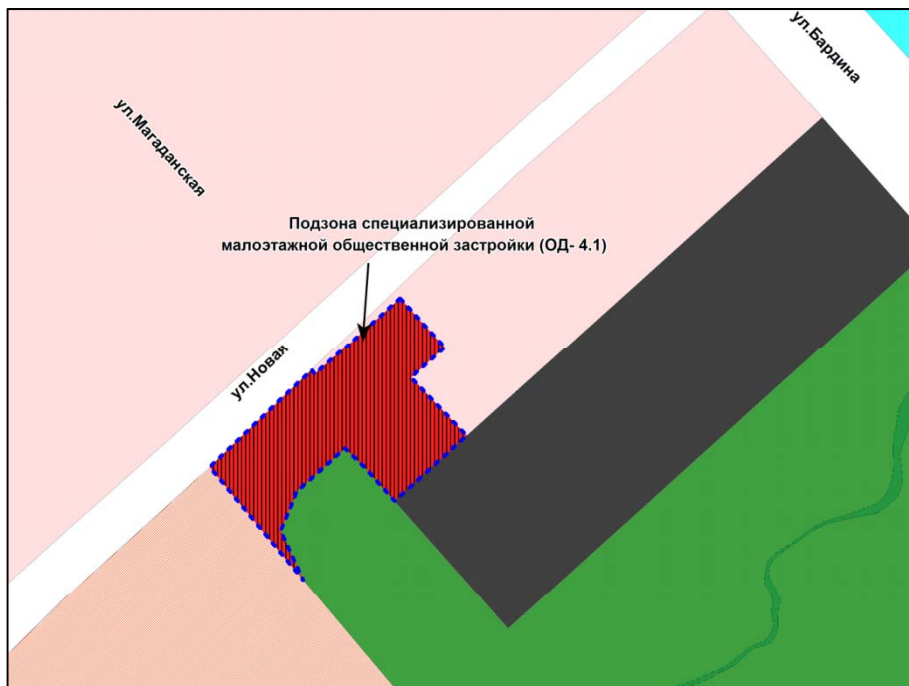 ул.Бардина
ул.Магаданская
Подзона специализированной
малоэтажной общественной застройки (ОД- 4.1)
ул.Новая